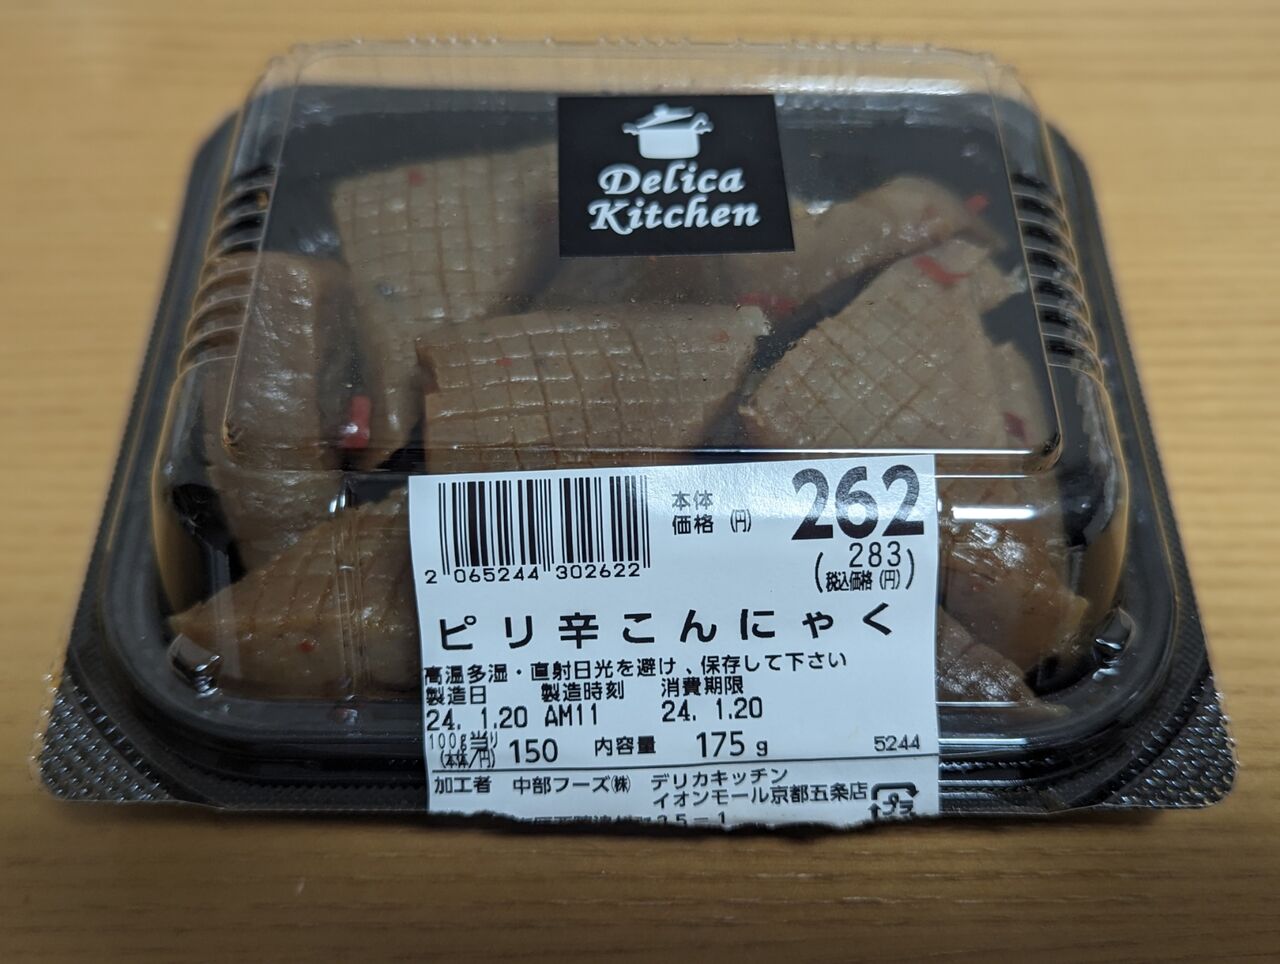 Delica
Kitchen
本体
価格 (円)
262
(283)
(税込価格(円))
2 065244 302622
ピリ辛こんにゃく
高温多湿・直射日光を避け、保存して下さい
製造日 製造時刻 消費期限
24. 1.20 AM11 24. 1.20
100g当り
(本体/円) 150 内容量 175g 5244
加工者 中部フーズ㈱ デリカキッチン
イオンモール京都五条店
プラ
25-1